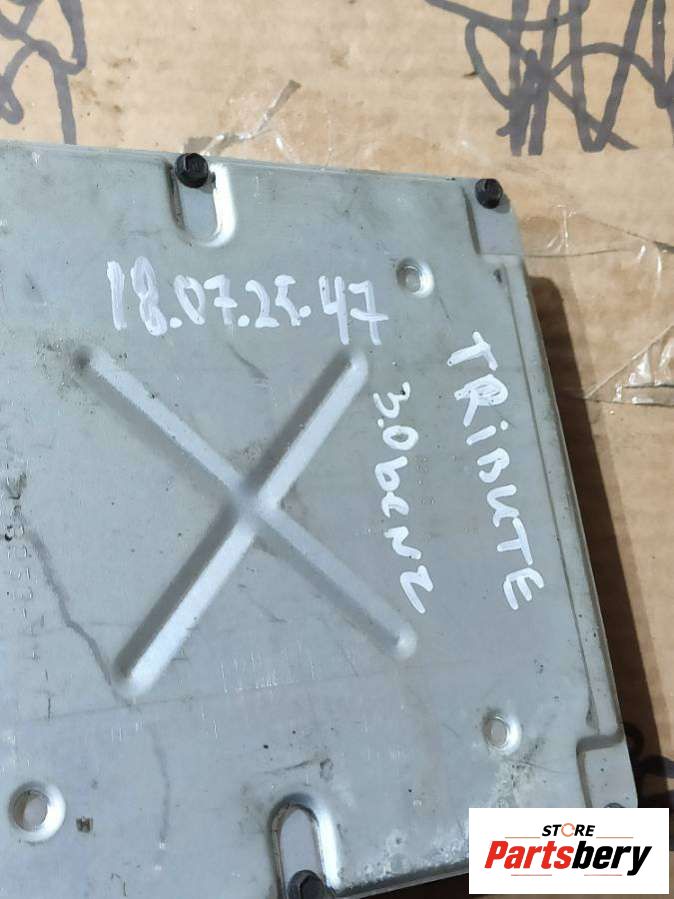 18.07.25.47
TRIBUTE
3.0benz
STORE
Partsbery